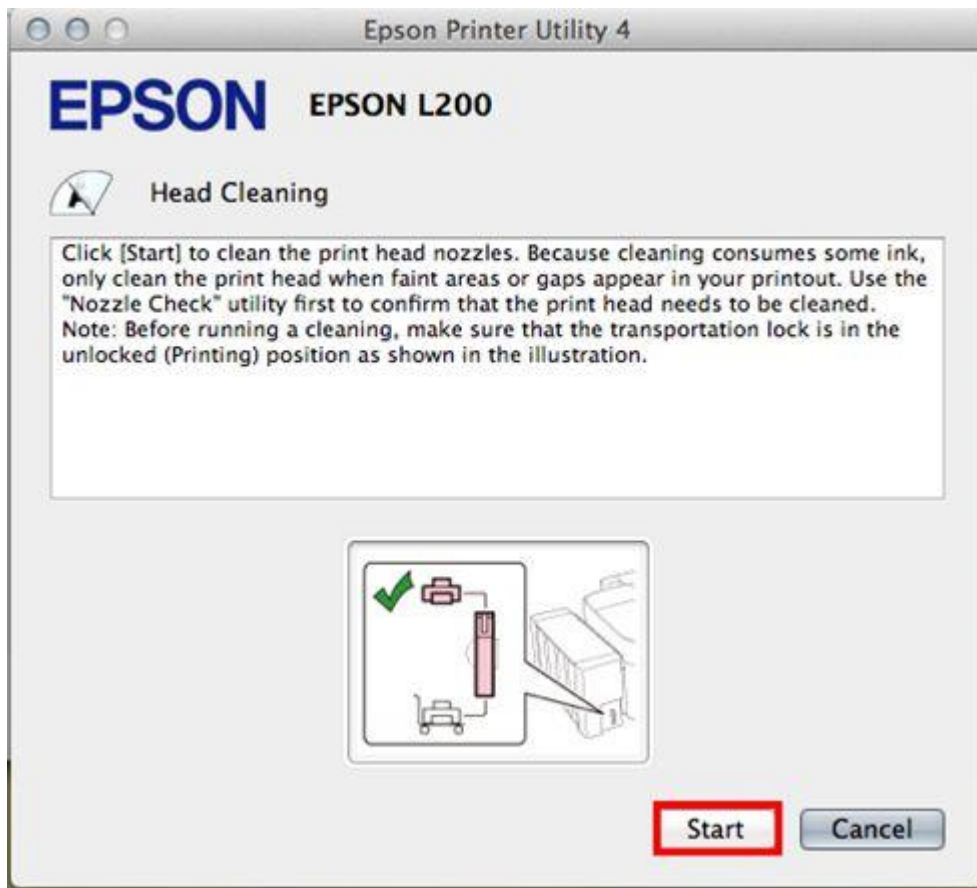 Epson Printer Utility 4
EPSON EPSON L200
Head Cleaning
Click [Start] to clean the print head nozzles. Because cleaning consumes some ink,
only clean the print head when faint areas or gaps appear in your printout. Use the
"Nozzle Check" utility first to confirm that the print head needs to be cleaned.
Note: Before running a cleaning, make sure that the transportation lock is in the
unlocked (Printing) position as shown in the illustration.
Start Cancel